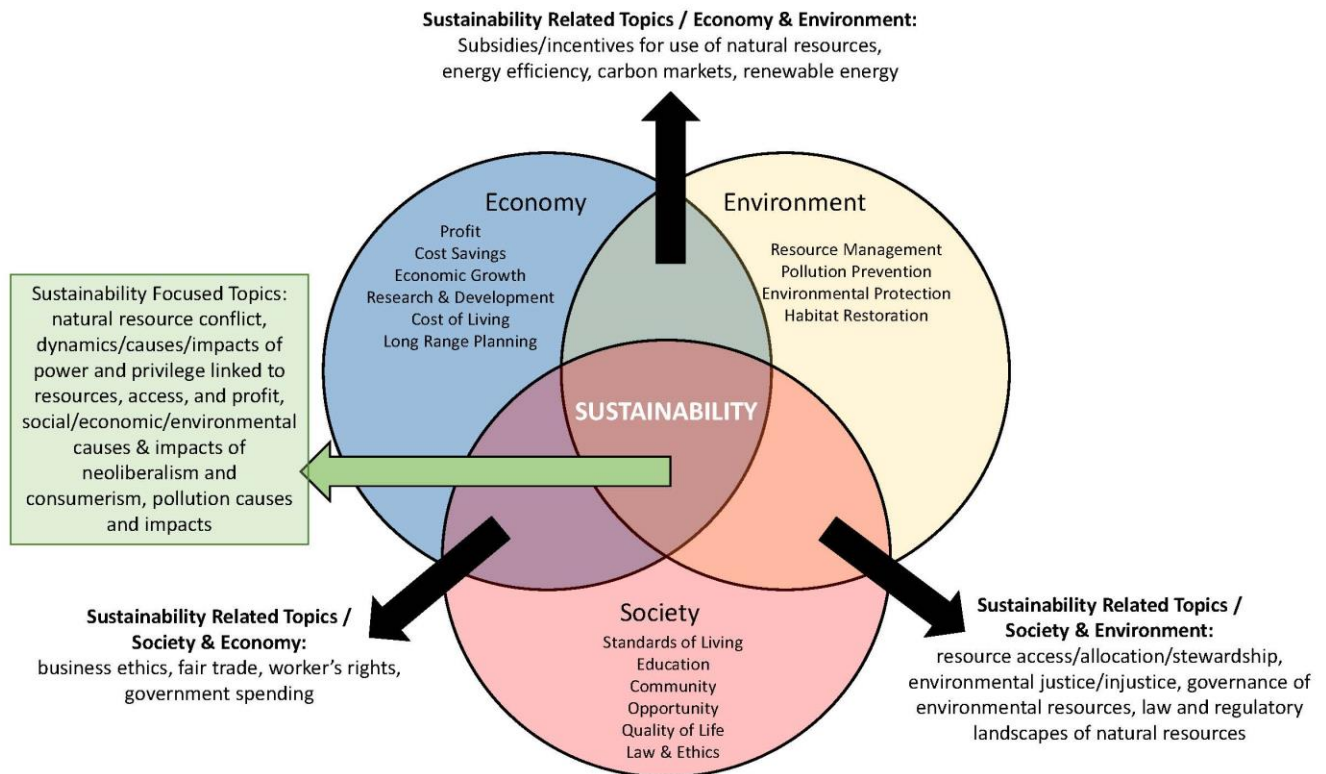 Sustainability Related Topics / Economy & Environment:
Subsidies/incentives for use of natural resources,
energy efficiency, carbon markets, renewable energy
Economy
Profit
Cost Savings
Economic Growth
Research & Development
Cost of Living
Long Range Planning
Environment
Resource Management
Pollution Prevention
Environmental Protection
Habitat Restoration
Sustainability Focused Topics:
natural resource conflict,
dynamics/causes/impacts of
power and privilege linked to
resources, access, and profit,
social/economic/environmental
causes & impacts of
neoliberalism and
consumerism, pollution causes
and impacts
SUSTAINABILITY
Society
Standards of Living
Education
Community
Opportunity
Quality of Life
Law & Ethics
Sustainability Related Topics /
Society & Economy:
business ethics, fair trade, worker’s rights,
government spending
Sustainability Related Topics /
Society & Environment:
resource access/allocation/stewardship,
environmental justice/injustice, governance of
environmental resources, law and regulatory
landscapes of natural resources